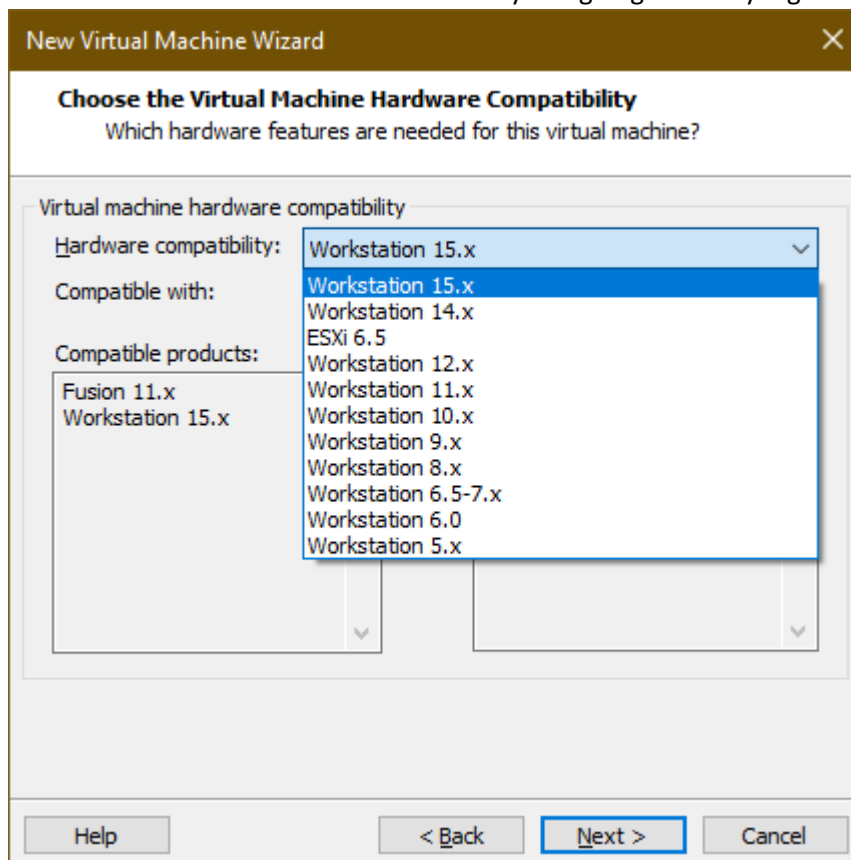 New Virtual Machine Wizard
Choose the Virtual Machine Hardware Compatibility
Which hardware features are needed for this virtual machine?
Virtual machine hardware compatibility
Hardware compatibility: Workstation 15.x
Compatible with:
Workstation 15.x
Workstation 14.x
ESXi 6.5
Workstation 12.x
Workstation 11.x
Workstation 10.x
Workstation 9.x
Workstation 8.x
Workstation 6.5-7.x
Workstation 6.0
Workstation 5.x
Compatible products:
Fusion 11.x
Workstation 15.x
Help
< Back
Next >
Cancel